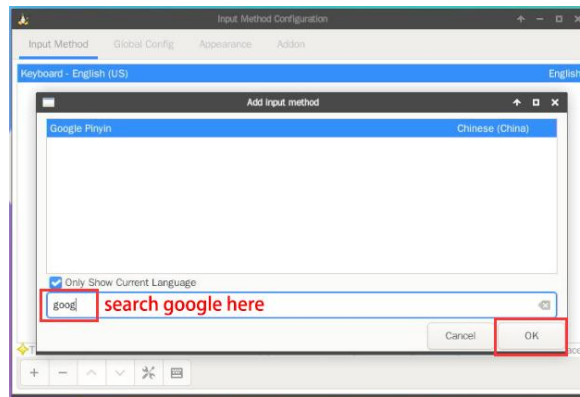 Input Method Configuration
Input Method Global Config Appearance Addon
Keyboard - English (US) English
Add input method
Google Pinyin Chinese (China)
Only Show Current Language
goog search google here
Cancel OK